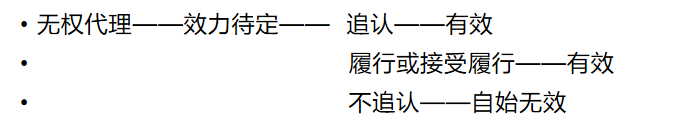 • 无权代理——效力待定—— 追认——有效
• 履行或接受履行——有效
• 不追认——自始无效